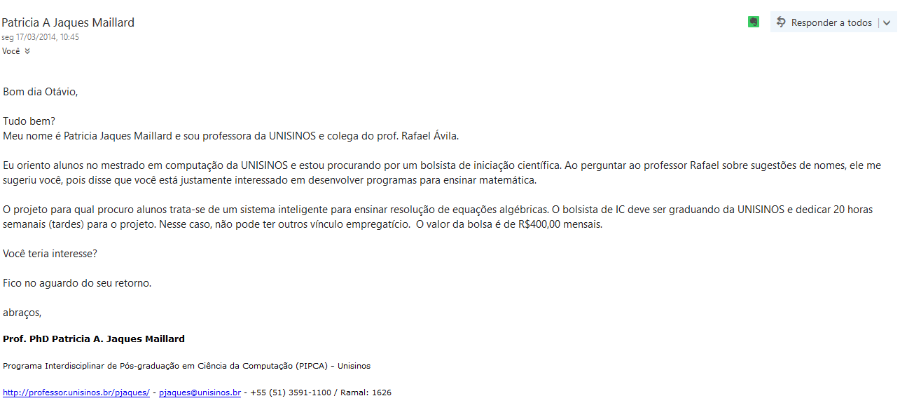 Patricia A Jaques Maillard
Responder a todos
seg 17/03/2014, 10:45
Você
Bom dia Otávio,
Tudo bem?
Meu nome é Patricia Jaques Maillard e sou professora da UNISINOS e colega do prof. Rafael Ávila.
Eu oriento alunos no mestrado em computação da UNISINOS e estou procurando por um bolsista de iniciação científica. Ao perguntar ao professor Rafael sobre sugestões de nomes, ele me
sugeriu você, pois disse que você está justamente interessado em desenvolver programas para ensinar matemática.
O projeto para qual procuro alunos trata-se de um sistema inteligente para ensinar resolução de equações algébricas. O bolsista de IC deve ser graduando da UNISINOS e dedicar 20 horas
semanais (tardes) para o projeto. Nesse caso, não pode ter outros vínculo empregatício. O valor da bolsa é de R$400,00 mensais.
Você teria interesse?
Fico no aguardo do seu retorno.
abraços,
Prof. PhD Patricia A. Jaques Maillard
Programa Interdisciplinar de Pós-graduação em Ciência da Computação (PIPCA) - Unisinos
http://professor.unisinos.br/pjaques/ - pjaques@unisinos.br - +55 (51) 3591-1100 / Ramal: 1626